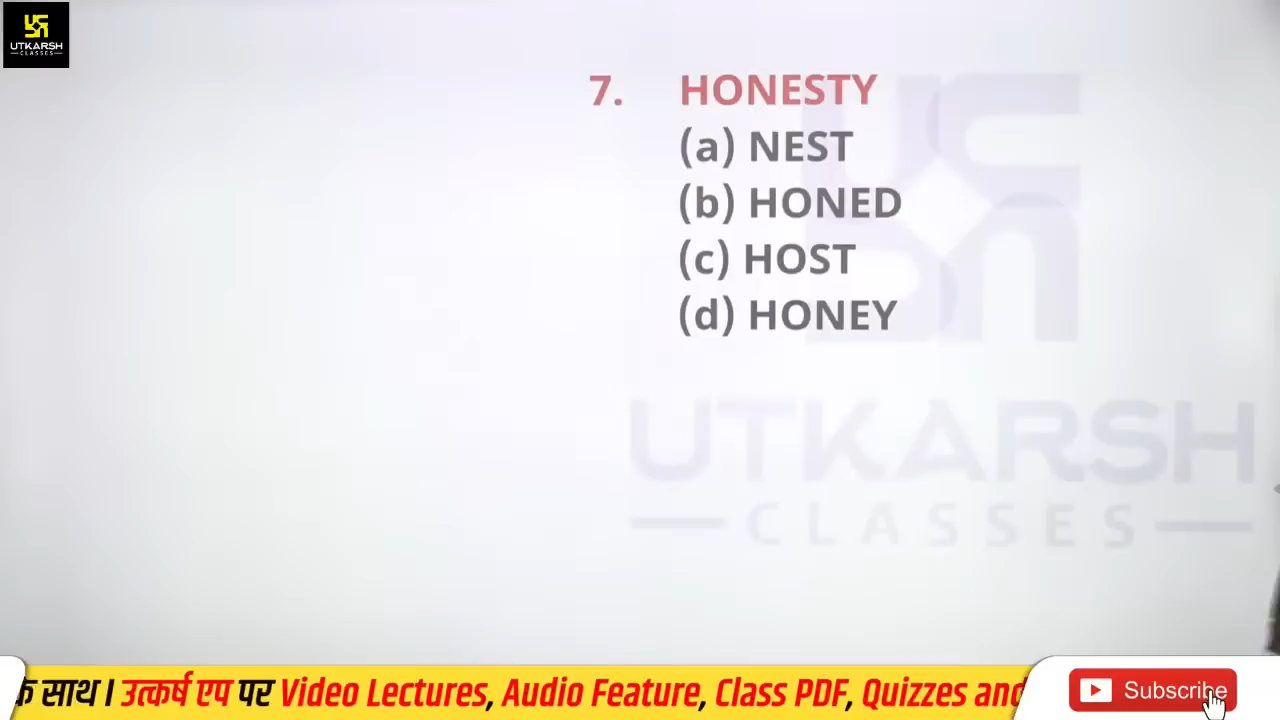 UTKARSH
CLASSES
7. HONESTY
(a) NEST
(b) HONED
(c) HOST
(d) HONEY
UTKARSH
CLASSES
के साथ। उत्कर्ष एप पर Video Lectures, Audio Feature, Class PDF, Quizzes and
Subscribe